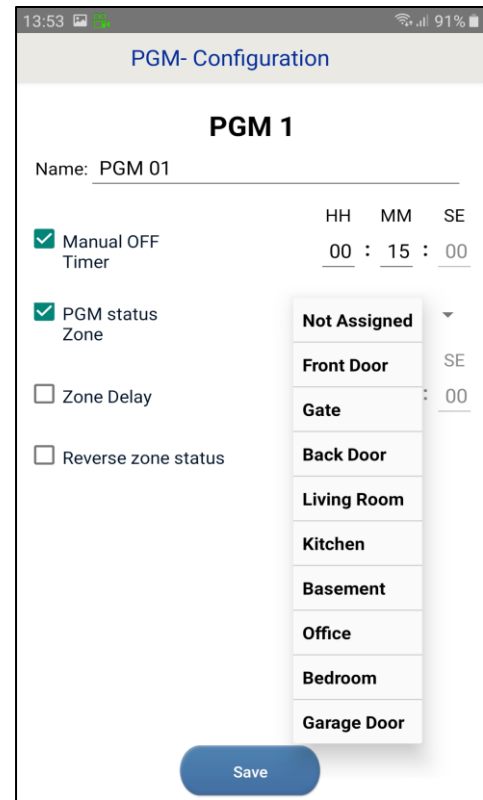 13:53 91%
PGM- Configuration
PGM 1
Name: PGM 01
HH MM SE
Manual OFF Timer 00 : 15 : 00
PGM status Zone
Not Assigned
Front Door
SE
Zone Delay : 00
Gate
Reverse zone status
Back Door
Living Room
Kitchen
Basement
Office
Bedroom
Garage Door
Save